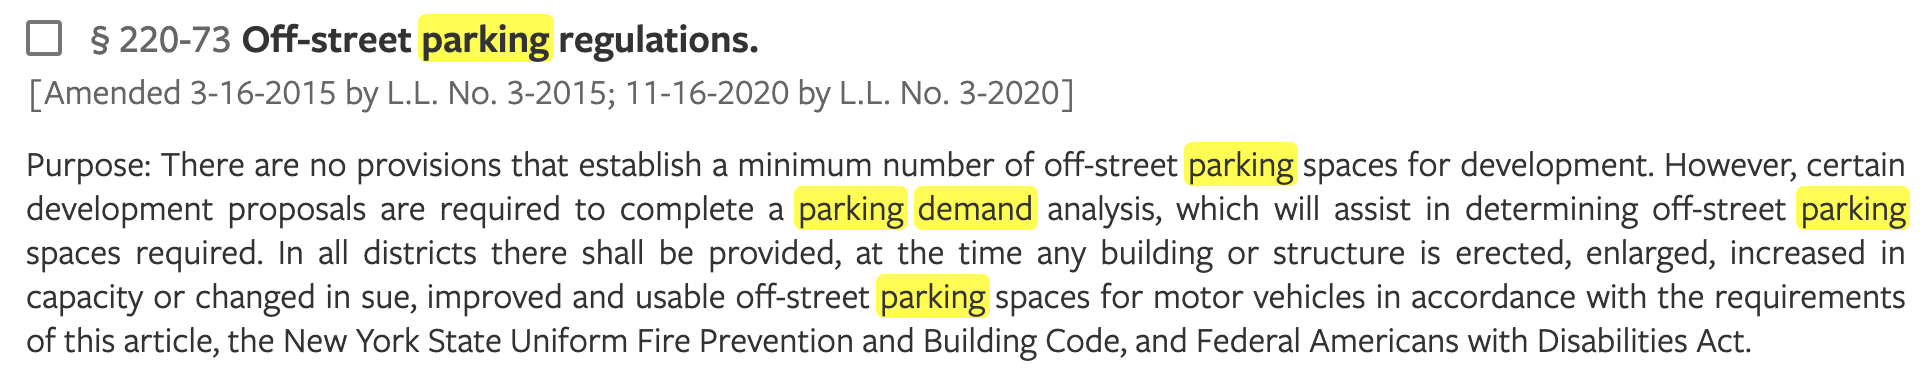 § 220-73 Off-street parking regulations.
[Amended 3-16-2015 by L.L. No. 3-2015; 11-16-2020 by L.L. No. 3-2020]
Purpose: There are no provisions that establish a minimum number of off-street parking spaces for development. However, certain
development proposals are required to complete a parking demand analysis, which will assist in determining off-street parking
spaces required. In all districts there shall be provided, at the time any building or structure is erected, enlarged, increased in
capacity or changed in sue, improved and usable off-street parking spaces for motor vehicles in accordance with the requirements
of this article, the New York State Uniform Fire Prevention and Building Code, and Federal Americans with Disabilities Act.